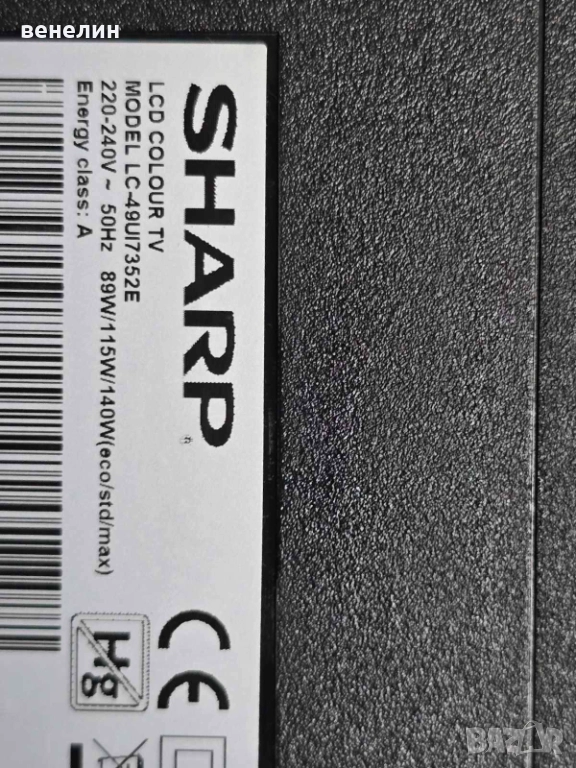 венелин
SHARP®
LCD COLOUR TV
MODEL LC-49UI7352E
220-240V ~ 50Hz 89W/115W/140W(eco/std/max)
Energy class: A
CE
Hg
BAZAR